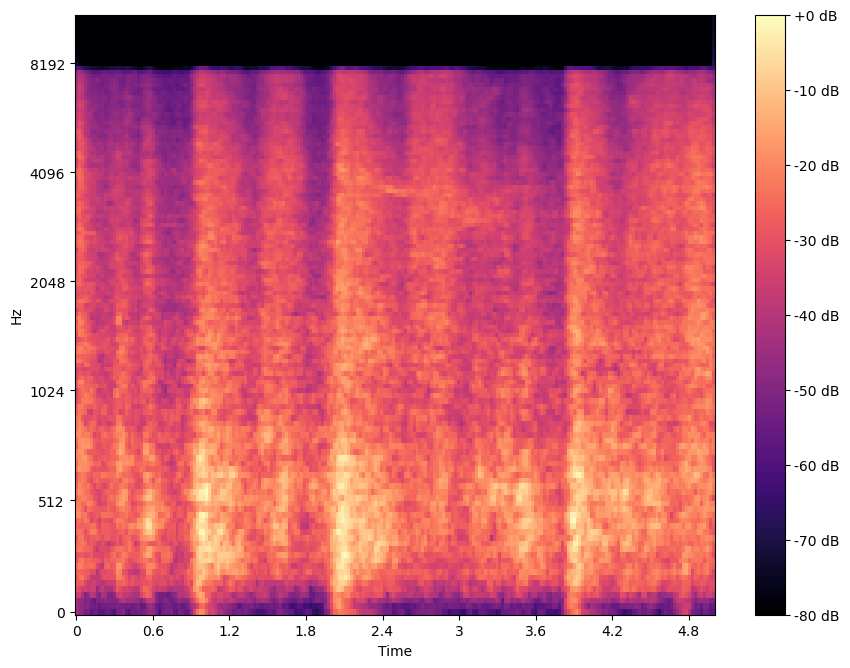 +0 dB
8192
-10 dB
4096
-20 dB
-30 dB
2048
Hz
-40 dB
1024
-50 dB
-60 dB
512
-70 dB
0
-80 dB
0 0.6 1.2 1.8 2.4 3 3.6 4.2 4.8
Time